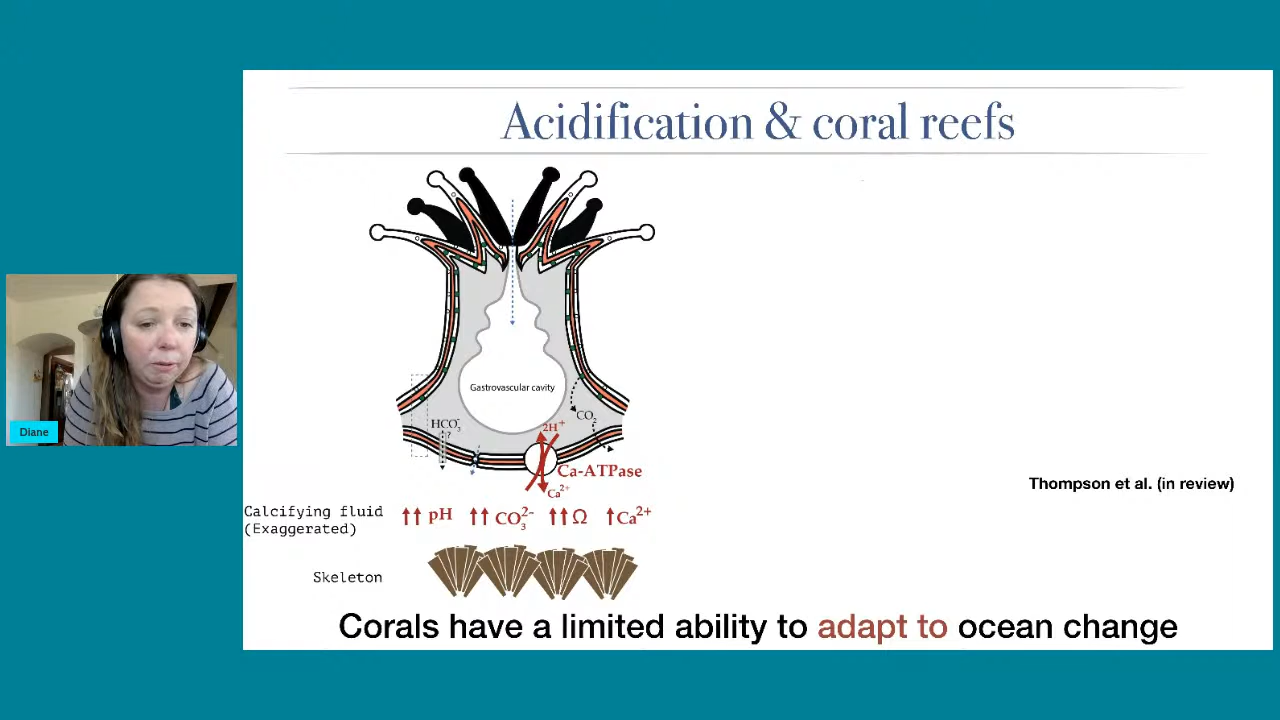 Acidification & coral reefs
Gastrovascular cavity
HCO₃⁻
?
CO₂
2H⁺
Ca-ATPase
Ca²⁺
Diane
Thompson et al. (in review)
Calcifying fluid
(Exaggerated)
↑↑ pH ↑↑ CO₃²⁻ ↑↑ Ω ↑ Ca²⁺
Skeleton
Corals have a limited ability to adapt to ocean change